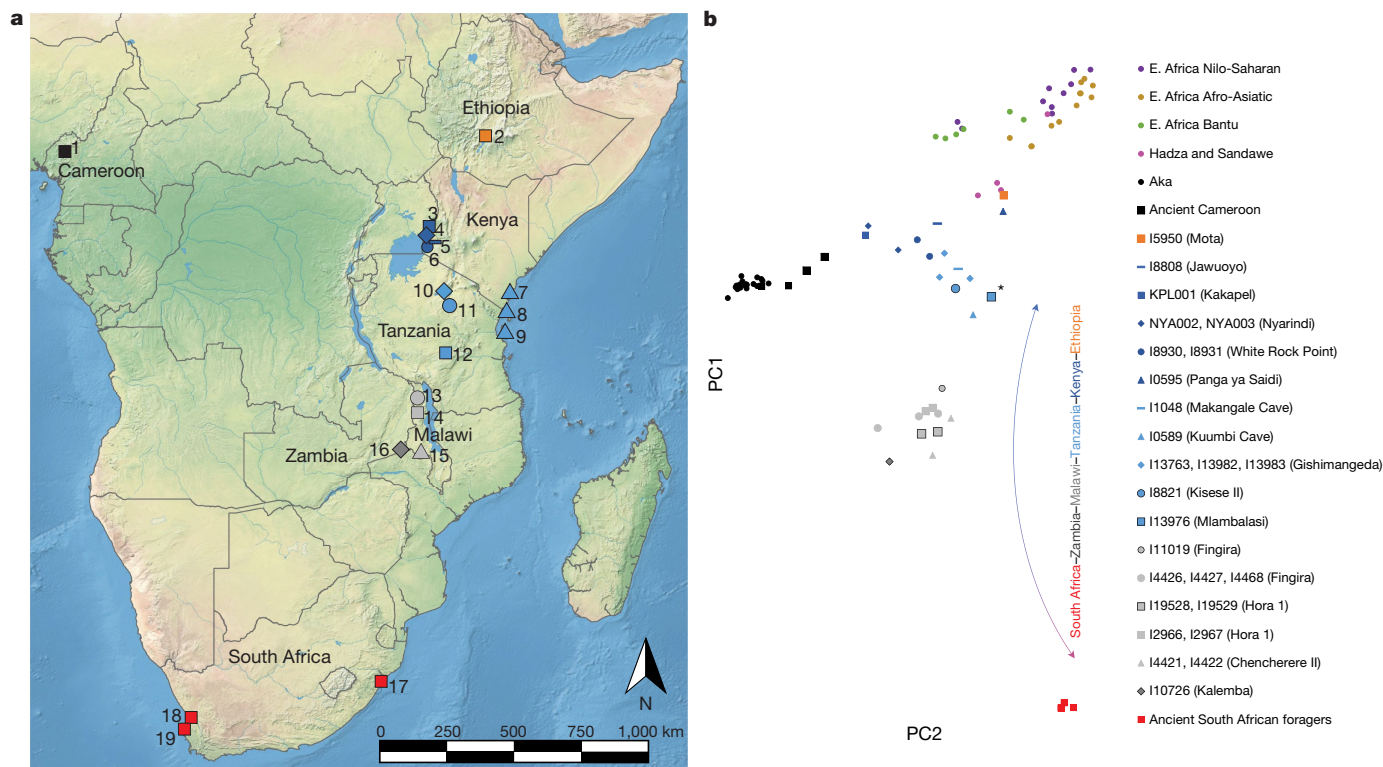 a
Ethiopia
2
1
Cameroon
3
Kenya
4
5
6
10
7
11
8
Tanzania
9
12
13
14
Malawi
16
15
Zambia
South Africa
17
18
19
N
0 250 500 750 1,000 km
b
PC1
PC2
South Africa–Zambia–Malawi–Tanzania–Kenya–Ethiopia
E. Africa Nilo-Saharan
E. Africa Afro-Asiatic
E. Africa Bantu
Hadza and Sandawe
Aka
Ancient Cameroon
I5950 (Mota)
I8808 (Jawuoyo)
KPL001 (Kakapel)
NYA002, NYA003 (Nyarindi)
I8930, I8931 (White Rock Point)
I0595 (Panga ya Saidi)
I1048 (Makangale Cave)
I0589 (Kuumbi Cave)
I13763, I13982, I13983 (Gishimangeda)
I8821 (Kisese II)
I13976 (Mlambalasi)
I11019 (Fingira)
I4426, I4427, I4468 (Fingira)
I19528, I19529 (Hora 1)
I2966, I2967 (Hora 1)
I4421, I4422 (Chencherere II)
I10726 (Kalemba)
Ancient South African foragers